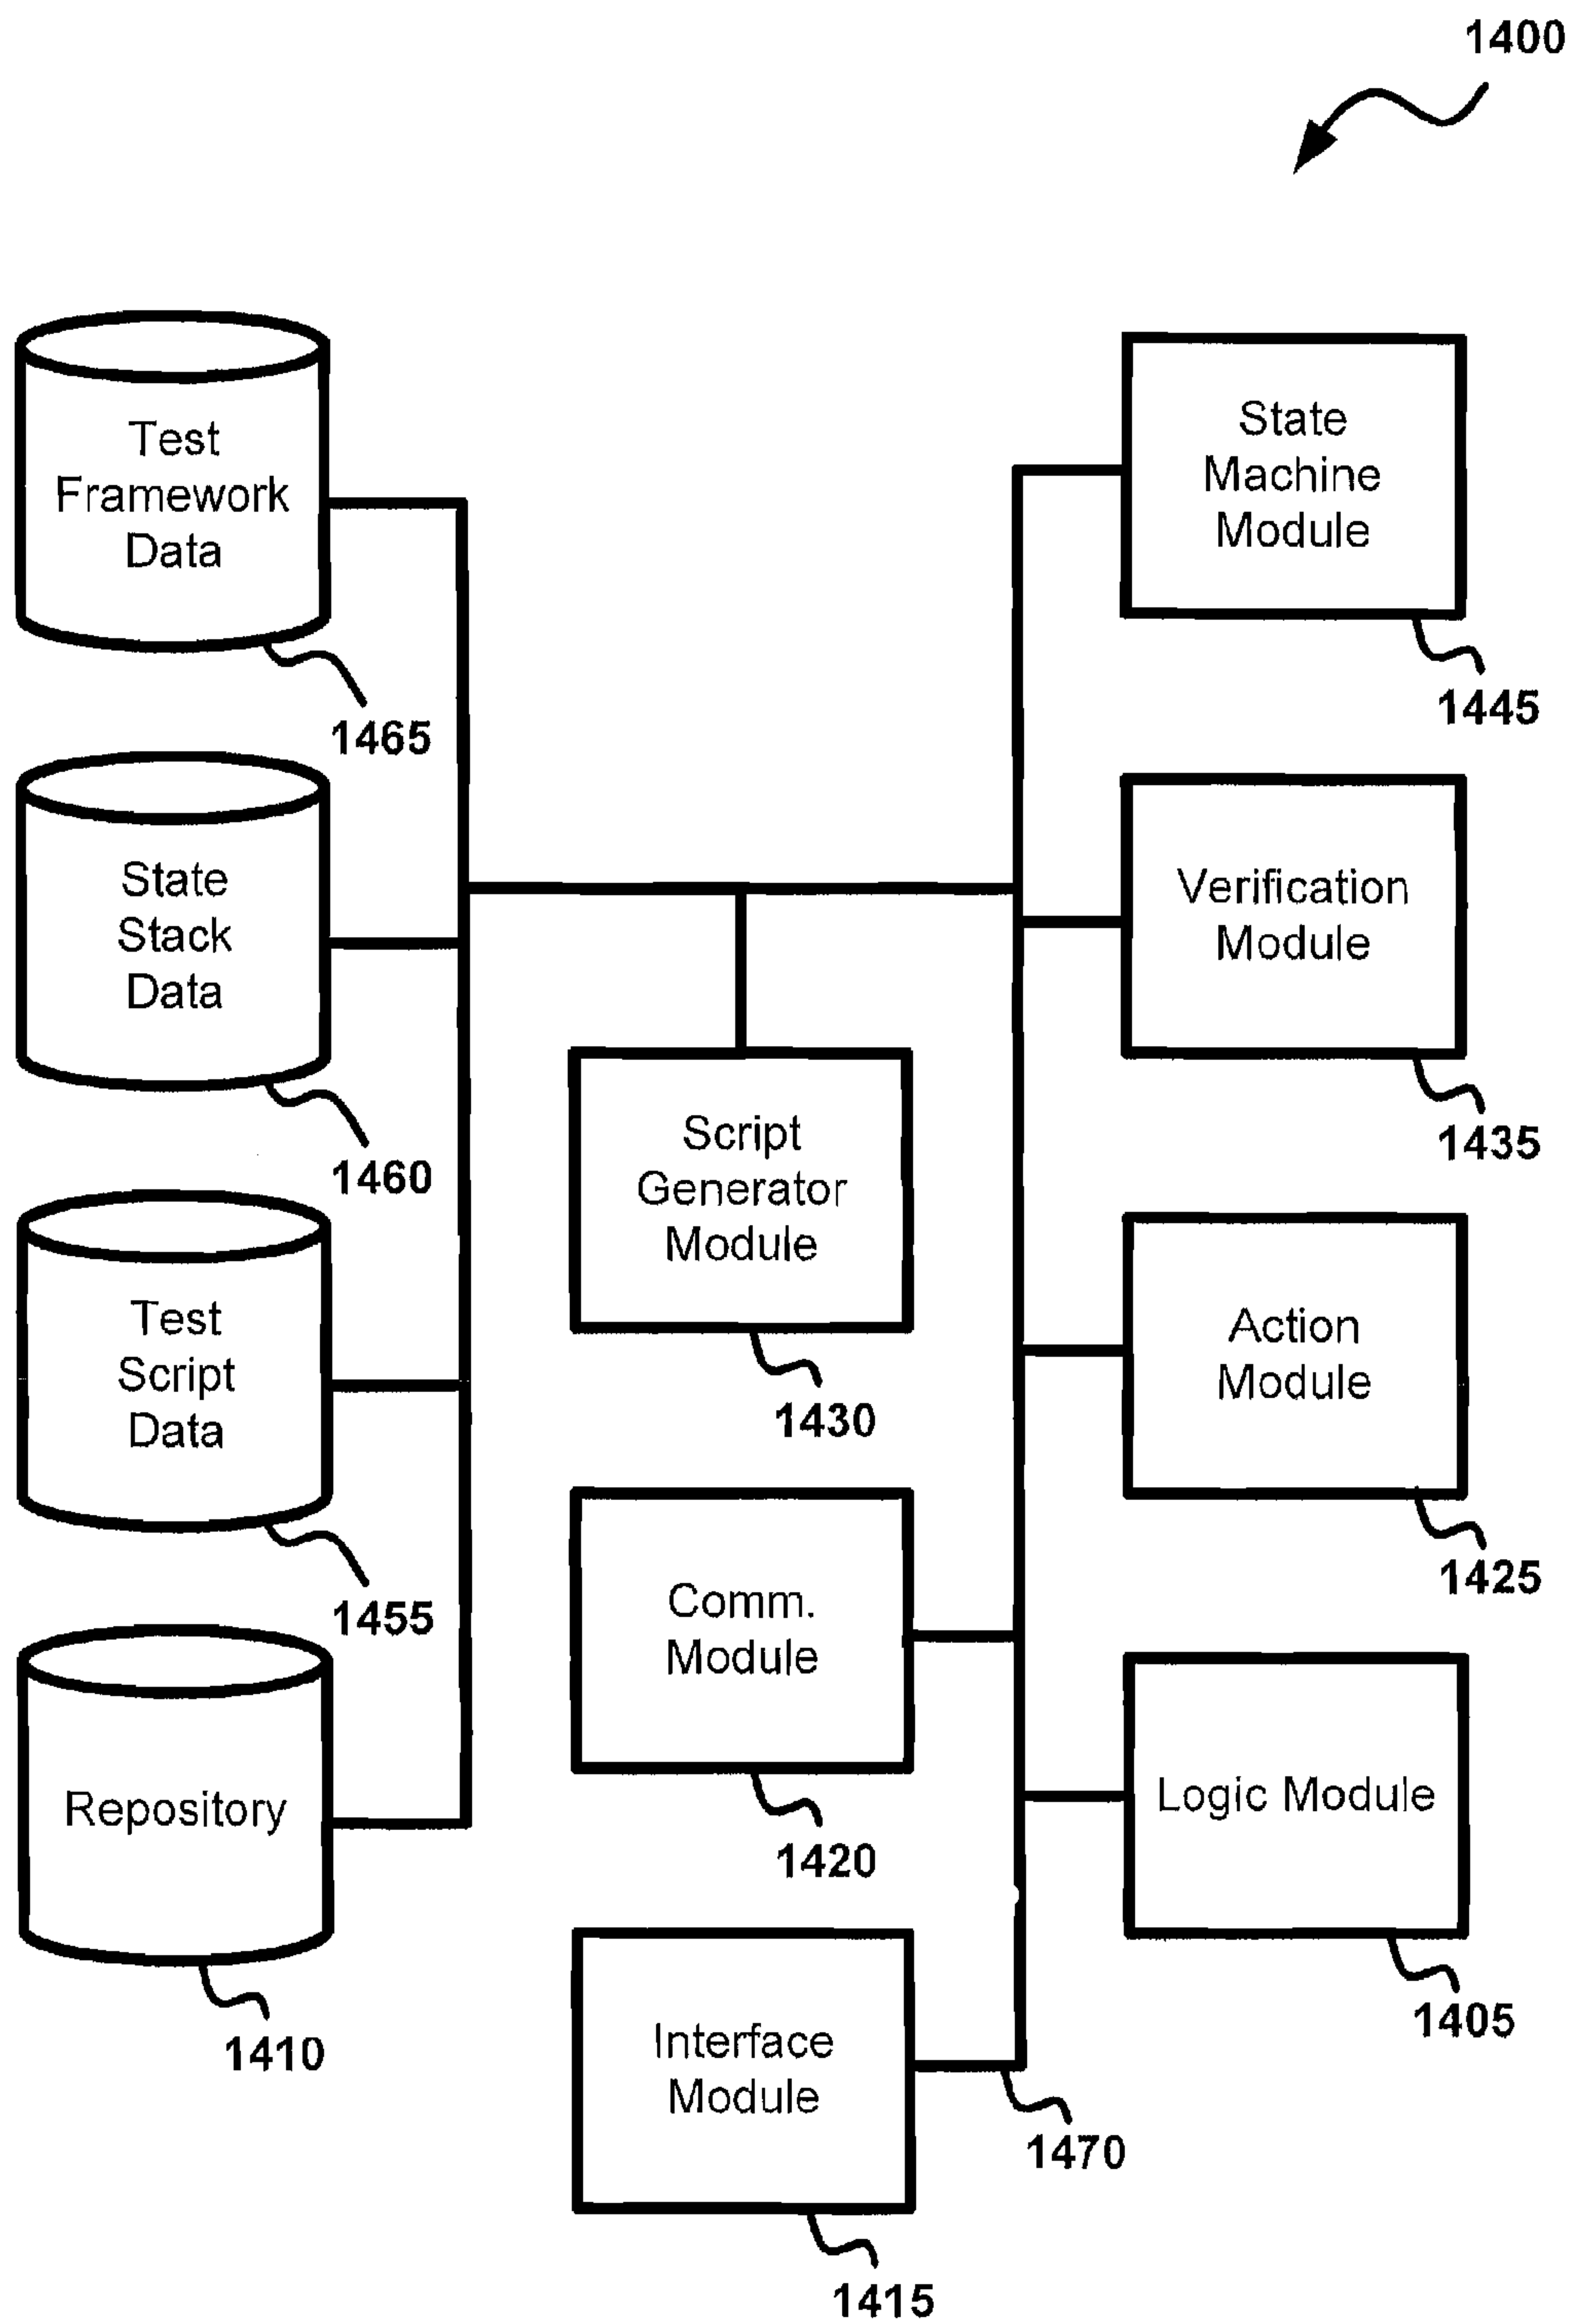 1400
Test
Framework
Data
1465
State
Stack
Data
1460
Test
Script
Data
1455
Repository
1410
Script
Generator
Module
1430
Comm.
Module
1420
Interface
Module
1415
1470
State
Machine
Module
1445
Verification
Module
1435
Action
Module
1425
Logic Module
1405